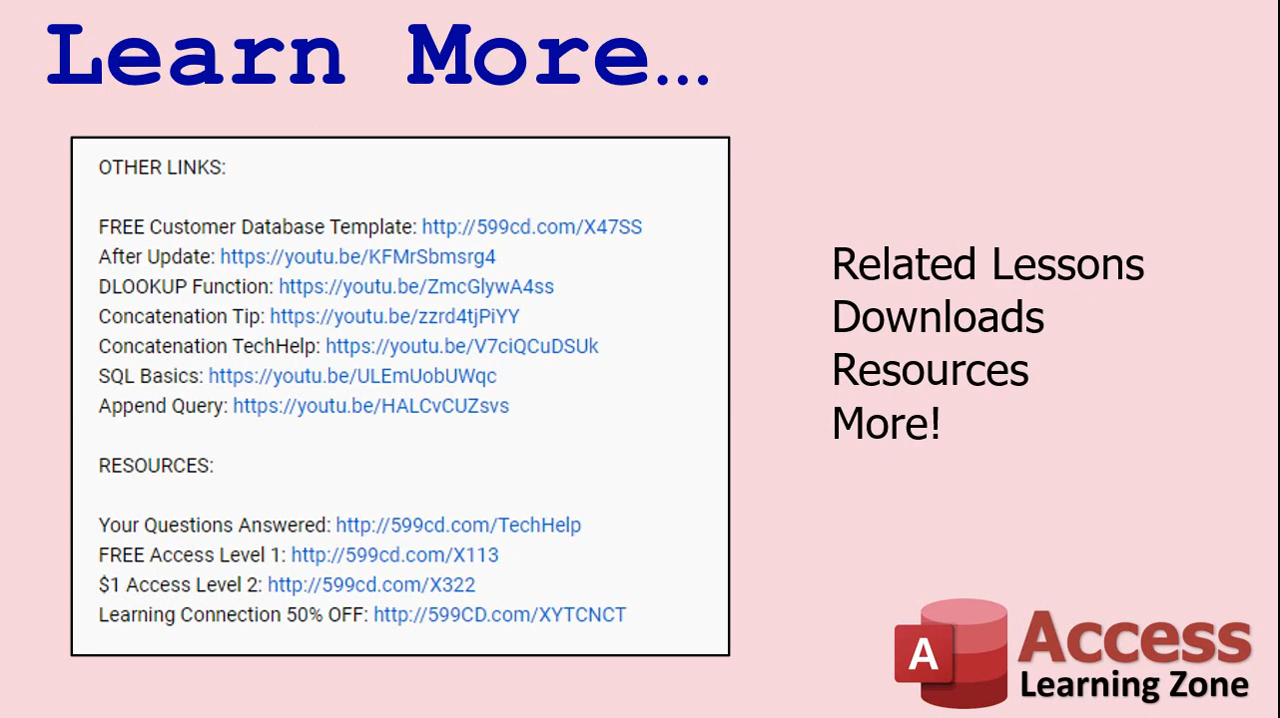 Learn More...
OTHER LINKS:
FREE Customer Database Template: http://599cd.com/X47SS
After Update: https://youtu.be/KFMrSbmsrg4
DLOOKUP Function: https://youtu.be/ZmcGlywA4ss
Concatenation Tip: https://youtu.be/zzrd4tjPiYY
Concatenation TechHelp: https://youtu.be/V7ciQCuDSUk
SQL Basics: https://youtu.be/ULEmUobUWqc
Append Query: https://youtu.be/HALCvCUZsvs
RESOURCES:
Your Questions Answered: http://599cd.com/TechHelp
FREE Access Level 1: http://599cd.com/X113
$1 Access Level 2: http://599cd.com/X322
Learning Connection 50% OFF: http://599CD.com/XYTCNCT
Related Lessons
Downloads
Resources
More!
A
Access
Learning Zone